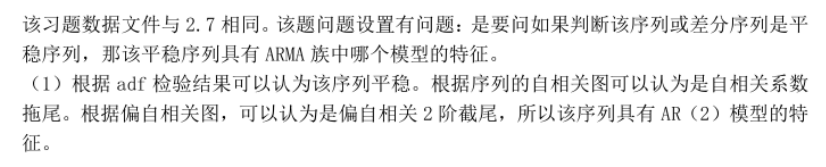 该习题数据文件与 2.7 相同。该题问题设置有问题：是要问如果判断该序列或差分序列是平
稳序列，那该平稳序列具有 ARMA 族中哪个模型的特征。
（1）根据 adf 检验结果可以认为该序列平稳。根据序列的自相关图可以认为是自相关系数
拖尾。根据偏自相关图，可以认为是偏自相关 2 阶截尾，所以该序列具有 AR（2）模型的特
征。